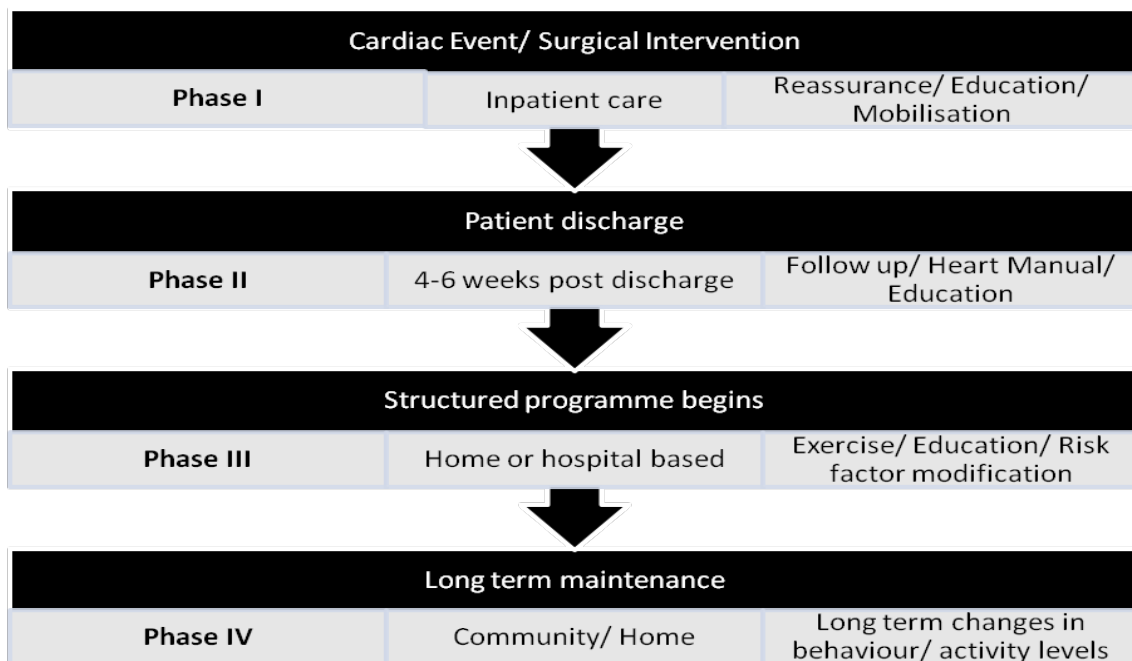 Cardiac Event/ Surgical Intervention
Phase I
Inpatient care
Reassurance/ Education/
Mobilisation
Patient discharge
Phase II
4-6 weeks post discharge
Follow up/ Heart Manual/
Education
Structured programme begins
Phase III
Home or hospital based
Exercise/ Education/ Risk
factor modification
Long term maintenance
Phase IV
Community/ Home
Long term changes in
behaviour/ activity levels